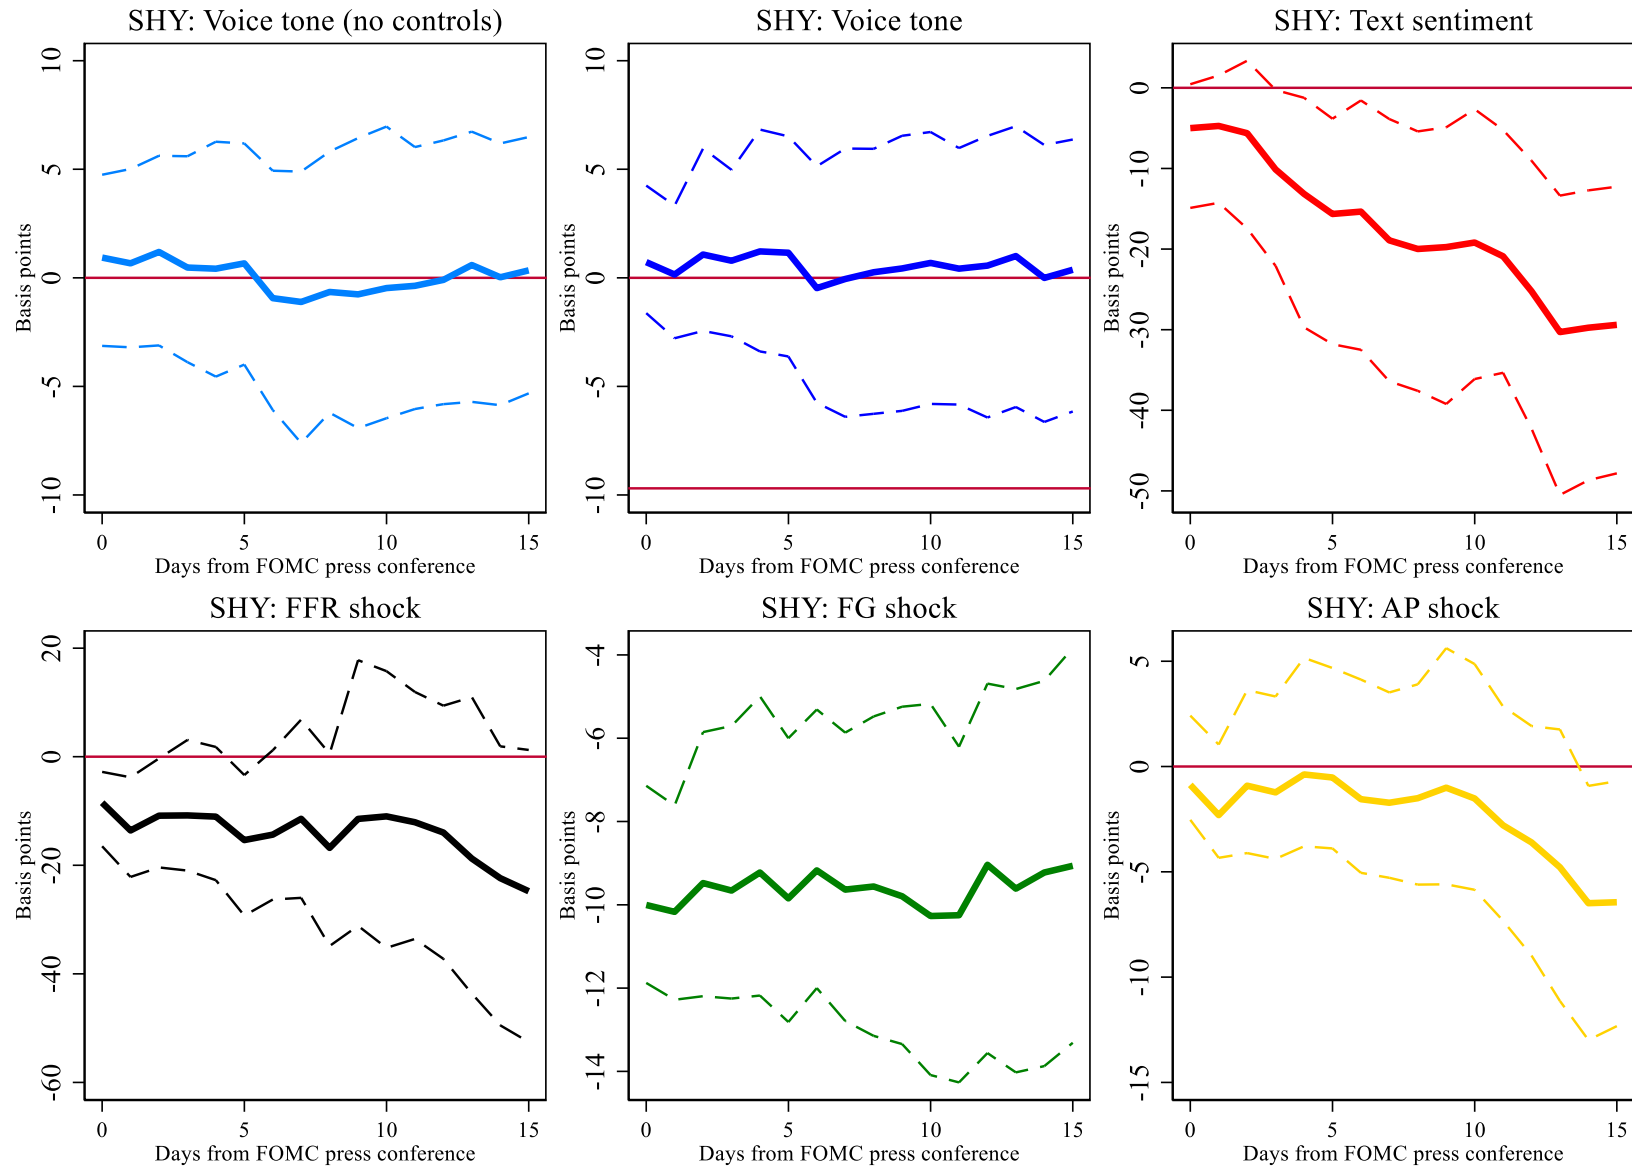 SHY: Voice tone (no controls)
10
5
0
-5
-10
Basis points
0 5 10 15
Days from FOMC press conference
SHY: Voice tone
10
5
0
-5
-10
Basis points
0 5 10 15
Days from FOMC press conference
SHY: Text sentiment
0
-10
-20
-30
-40
-50
Basis points
0 5 10 15
Days from FOMC press conference
SHY: FFR shock
20
0
-20
-40
-60
Basis points
0 5 10 15
Days from FOMC press conference
SHY: FG shock
-4
-6
-8
-10
-12
-14
Basis points
0 5 10 15
Days from FOMC press conference
SHY: AP shock
5
0
-5
-10
-15
Basis points
0 5 10 15
Days from FOMC press conference